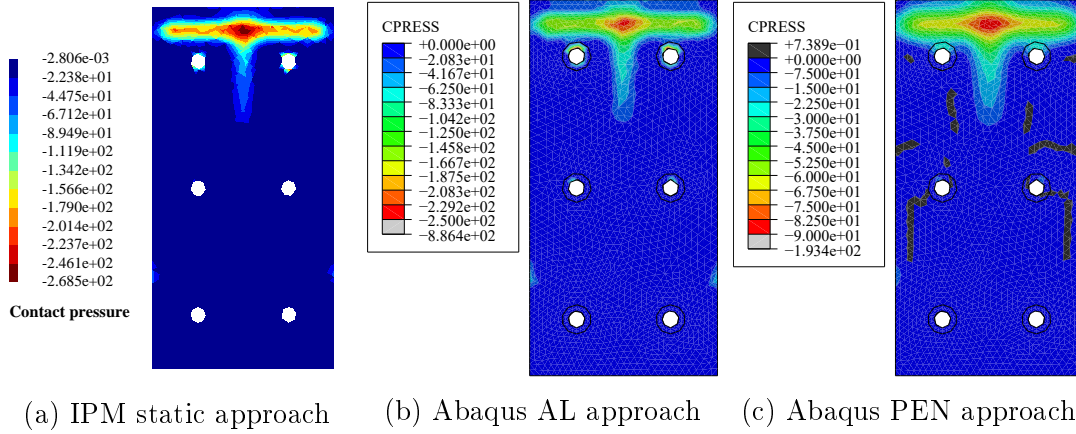 -2.806e-03
-2.238e+01
-4.475e+01
-6.712e+01
-8.949e+01
-1.119e+02
-1.342e+02
-1.566e+02
-1.790e+02
-2.014e+02
-2.237e+02
-2.461e+02
-2.685e+02
Contact pressure
CPRESS
+0.000e+00
−2.083e+01
−4.167e+01
−6.250e+01
−8.333e+01
−1.042e+02
−1.250e+02
−1.458e+02
−1.667e+02
−1.875e+02
−2.083e+02
−2.292e+02
−2.500e+02
−8.864e+02
CPRESS
+7.389e−01
+0.000e+00
−7.500e+00
−1.500e+01
−2.250e+01
−3.000e+01
−3.750e+01
−4.500e+01
−5.250e+01
−6.000e+01
−6.750e+01
−7.500e+01
−8.250e+01
−9.000e+01
−1.934e+02
(a) IPM static approach
(b) Abaqus AL approach
(c) Abaqus PEN approach